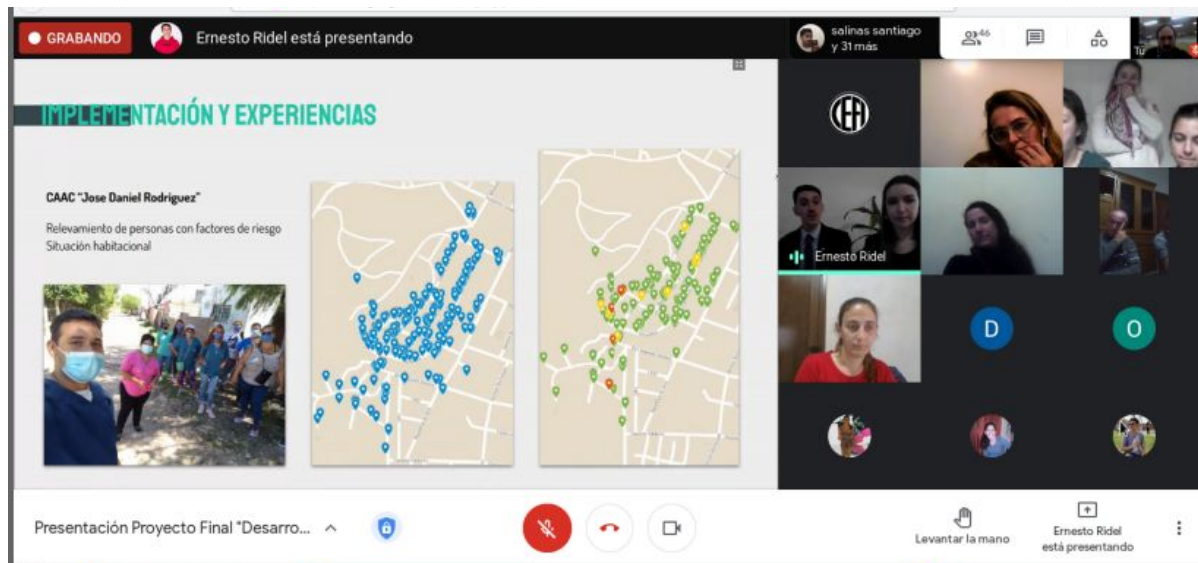 GRABANDO
Ernesto Ridel está presentando
salinas santiago
y 31 más
46
Tú
IMPLEMENTACIÓN Y EXPERIENCIAS
CAAC "Jose Daniel Rodriguez"
Relevamiento de personas con factores de riesgo
Situación habitacional
Ernesto Ridel
D
O
Presentación Proyecto Final "Desarro...
Levantar la mano
Ernesto Ridel
está presentando